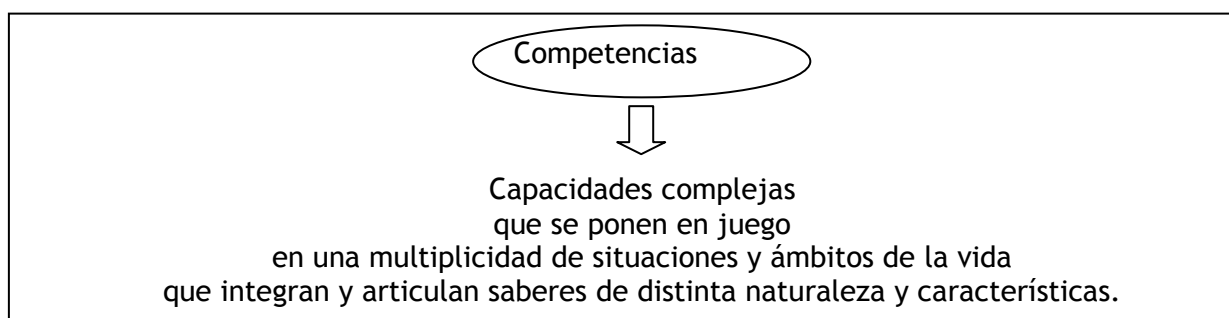 Competencias
Capacidades complejas
que se ponen en juego
en una multiplicidad de situaciones y ámbitos de la vida
que integran y articulan saberes de distinta naturaleza y características.